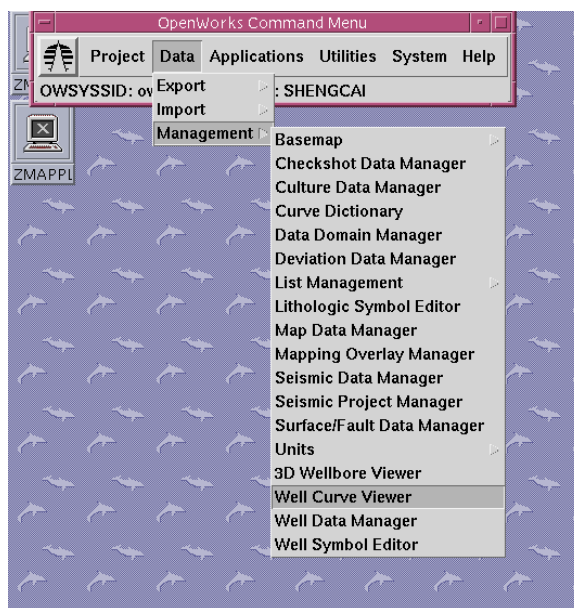 OpenWorks Command Menu
Project Data Applications Utilities System Help
OWSYSSID: ov : SHENGCAI
Export
Import
Management
ZMAPPL
Basemap
Checkshot Data Manager
Culture Data Manager
Curve Dictionary
Data Domain Manager
Deviation Data Manager
List Management
Lithologic Symbol Editor
Map Data Manager
Mapping Overlay Manager
Seismic Data Manager
Seismic Project Manager
Surface/Fault Data Manager
Units
3D Wellbore Viewer
Well Curve Viewer
Well Data Manager
Well Symbol Editor